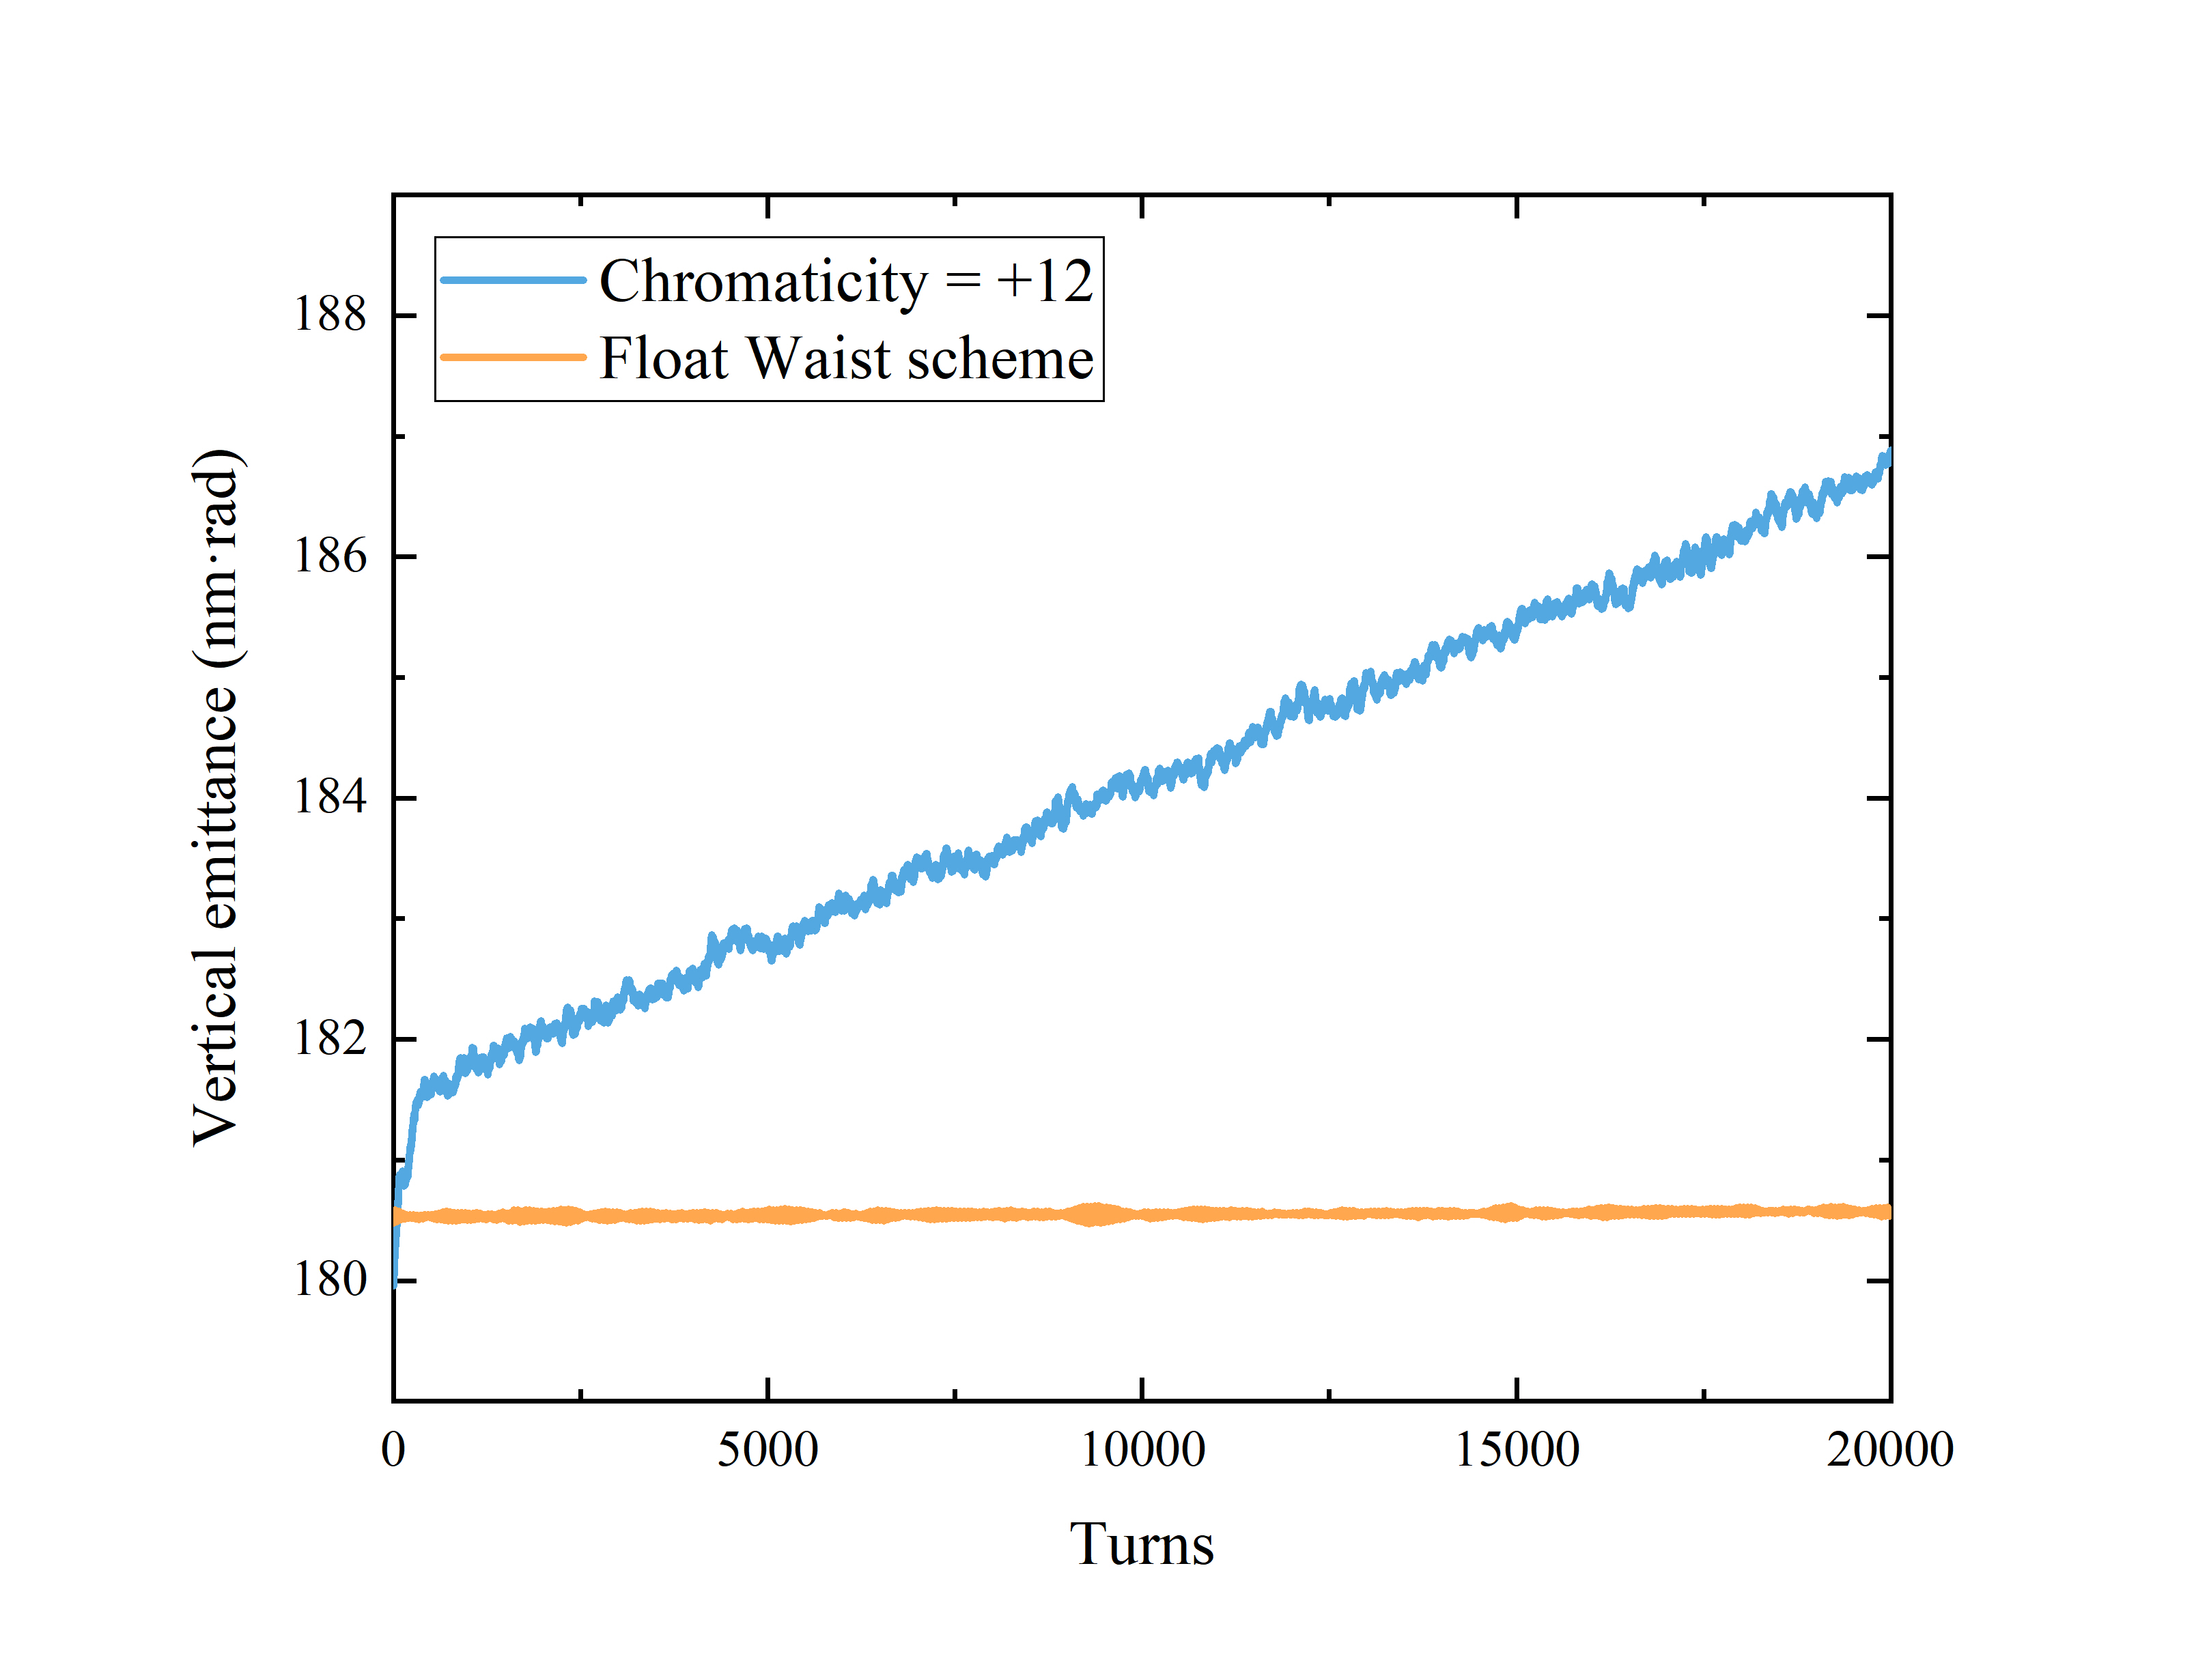 Chromaticity = +12
Float Waist scheme
188
186
184
182
180
Vertical emittance (nm·rad)
0 5000 10000 15000 20000
Turns